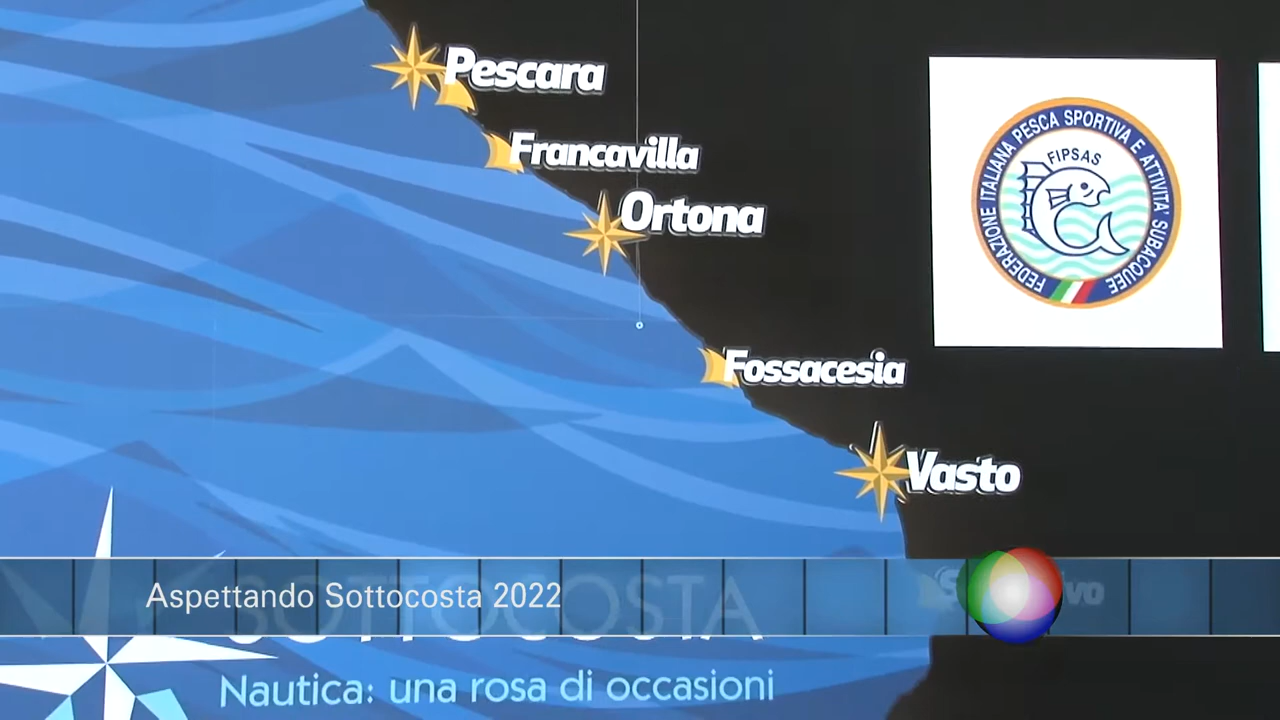 Pescara
Francavilla
Ortona
Fossacesia
Vasto
FEDERAZIONE ITALIANA PESCA SPORTIVA E ATTIVITA' SUBACQUEE
FIPSAS
Aspettando Sottocosta 2022
SOTTOCOSTA
Nautica: una rosa di occasioni